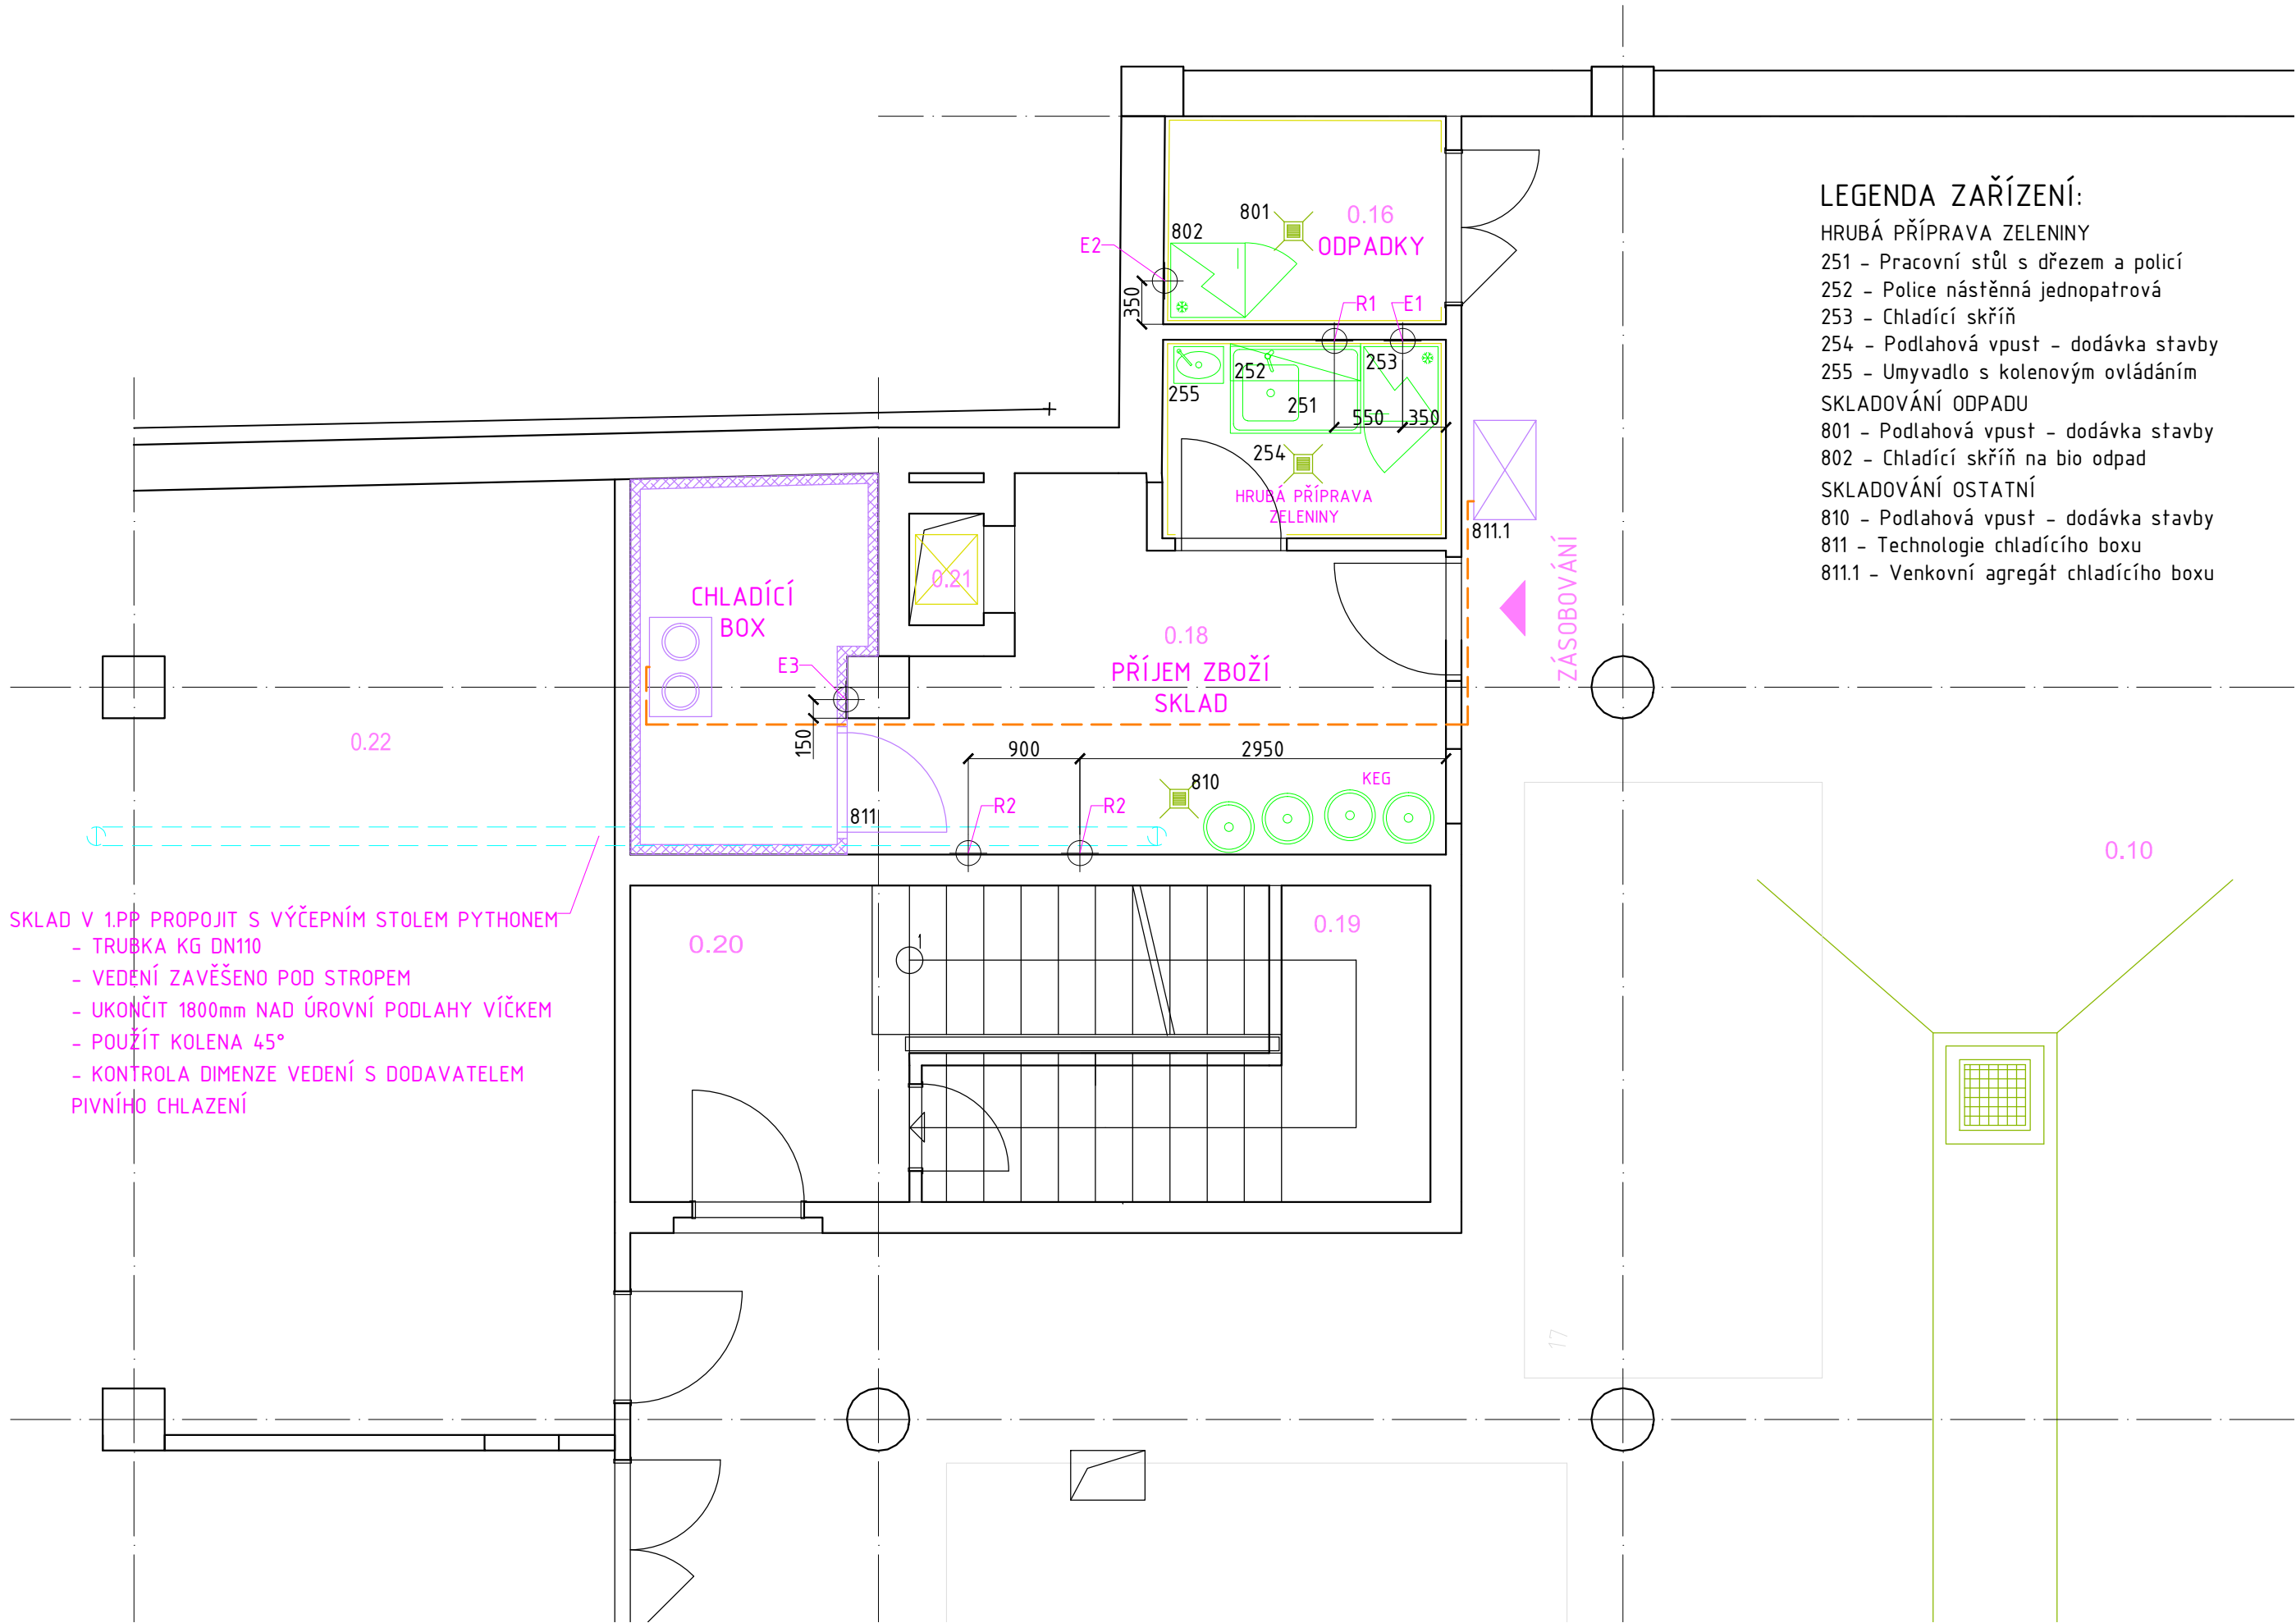 LEGENDA ZAŘÍZENÍ:
HRUBÁ PŘÍPRAVA ZELENINY
251 - Pracovní stůl s dřezem a policí
252 - Police nástěnná jednopatrová
253 - Chladící skříň
254 - Podlahová vpust - dodávka stavby
255 - Umyvadlo s kolenovým ovládáním
SKLADOVÁNÍ ODPADU
801 - Podlahová vpust - dodávka stavby
802 - Chladící skříň na bio odpad
SKLADOVÁNÍ OSTATNÍ
810 - Podlahová vpust - dodávka stavby
811 - Technologie chladícího boxu
811.1 - Venkovní agregát chladícího boxu
801
0.16
802
ODPADKY
E2
350
R1
E1
252
253
255
251
550
350
254
HRUBÁ PŘÍPRAVA
ZELENINY
811.1
ZÁSOBOVÁNÍ
0.21
CHLADÍCÍ
BOX
0.18
E3
PŘÍJEM ZBOŽÍ
SKLAD
0.22
150
900
2950
810
KEG
811
R2
R2
0.10
SKLAD V 1.PP PROPOJIT S VÝČEPNÍM STOLEM PYTHONEM
- TRUBKA KG DN110
- VEDENÍ ZAVĚŠENO POD STROPEM
- UKONČIT 1800mm NAD ÚROVNÍ PODLAHY VÍČKEM
- POUŽÍT KOLENA 45°
- KONTROLA DIMENZE VEDENÍ S DODAVATELEM
PIVNÍHO CHLAZENÍ
0.20
1
0.19
17